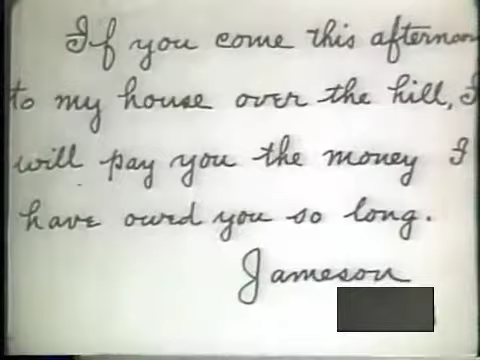 If you come this afternoon
to my house over the hill, I
will pay you the money I
have owed you so long.
Jameson